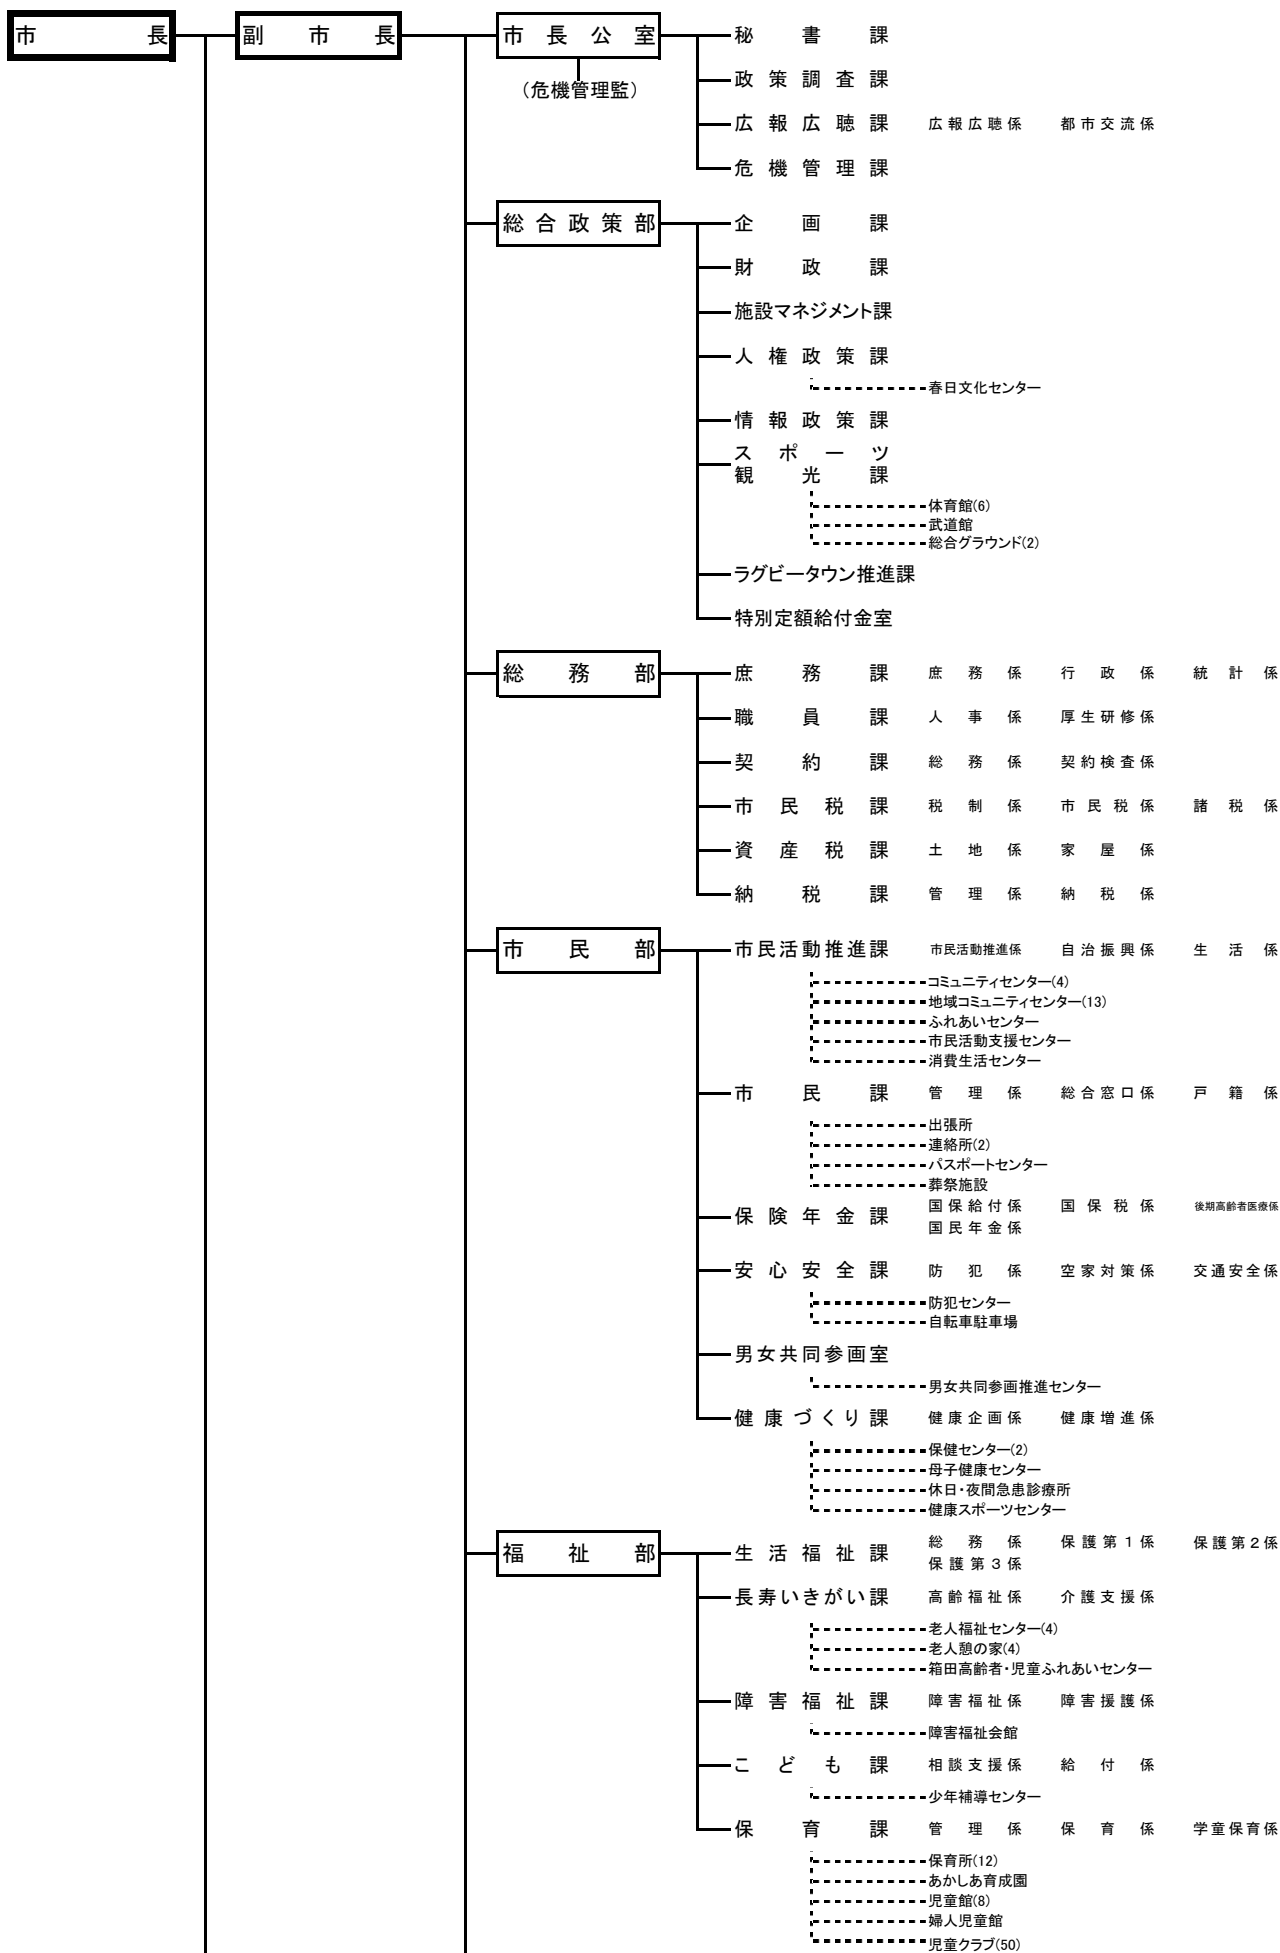 市長 副市長 市長公室 秘書課
政策調査課
（危機管理監）
広報広聴課 広報広聴係 都市交流係
危機管理課
総合政策部 企画課
財政課
施設マネジメント課
人権政策課
春日文化センター
情報政策課
スポーツ
観光課
体育館(6)
武道館
総合グラウンド(2)
ラグビータウン推進課
特別定額給付金室
総務部 庶務課 庶務係 行政係 統計係
職員課 人事係 厚生研修係
契約課 総務係 契約検査係
市民税課 税制係 市民税係 諸税係
資産税課 土地係 家屋係
納税課 管理係 納税係
市民部 市民活動推進課 市民活動推進係 自治振興係 生活係
コミュニティセンター(4)
地域コミュニティセンター(13)
ふれあいセンター
市民活動支援センター
消費生活センター
市民課 管理係 総合窓口係 戸籍係
出張所
連絡所(2)
パスポートセンター
葬祭施設
保険年金課 国保給付係 国保税係 後期高齢者医療係
国民年金係
安心安全課 防犯係 空家対策係 交通安全係
防犯センター
自転車駐車場
男女共同参画室
男女共同参画推進センター
健康づくり課 健康企画係 健康増進係
保健センター(2)
母子健康センター
休日・夜間急患診療所
健康スポーツセンター
福祉部 生活福祉課 総務係 保護第１係 保護第２係
保護第３係
長寿いきがい課 高齢福祉係 介護支援係
老人福祉センター(4)
老人憩の家(4)
箱田高齢者・児童ふれあいセンター
障害福祉課 障害福祉係 障害援護係
障害福祉会館
こども課 相談支援係 給付係
少年補導センター
保育課 管理係 保育係 学童保育係
保育所(12)
あかしあ育成園
児童館(8)
婦人児童館
児童クラブ(50)